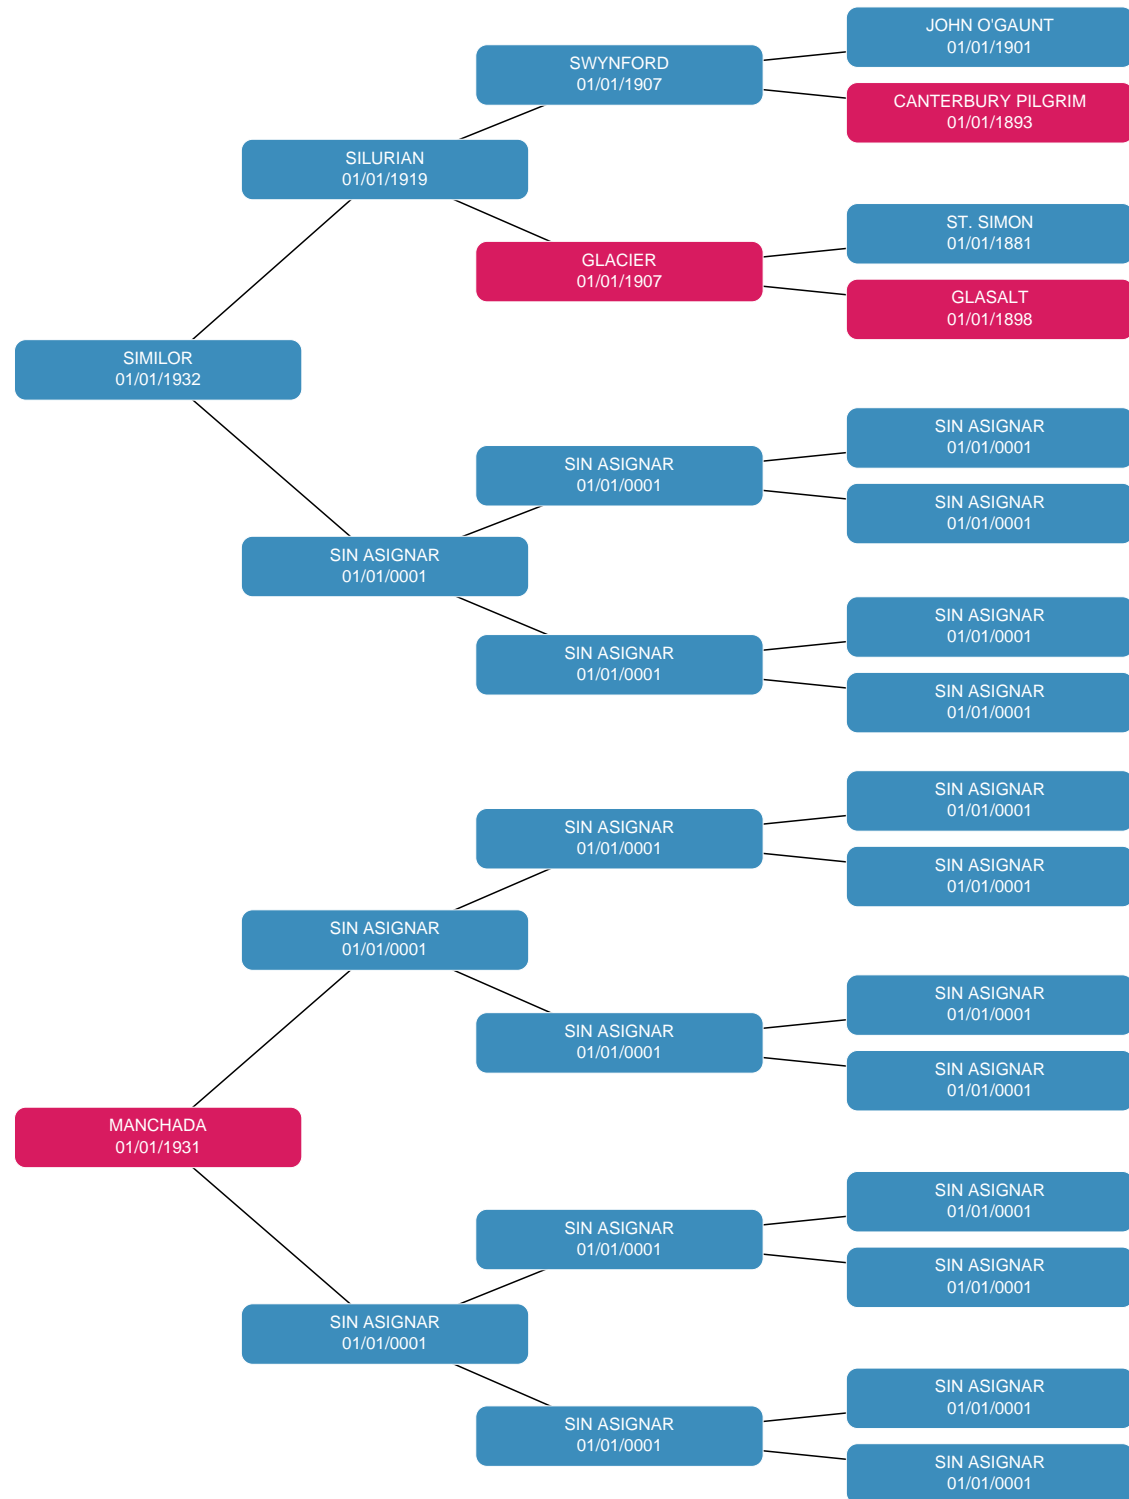 JOHN O'GAUNT
01/01/1901
SWYNFORD
01/01/1907
CANTERBURY PILGRIM
01/01/1893
SILURIAN
01/01/1919
ST. SIMON
01/01/1881
GLACIER
01/01/1907
GLASALT
01/01/1898
SIMILOR
01/01/1932
SIN ASIGNAR
01/01/0001
SIN ASIGNAR
01/01/0001
SIN ASIGNAR
01/01/0001
SIN ASIGNAR
01/01/0001
SIN ASIGNAR
01/01/0001
SIN ASIGNAR
01/01/0001
SIN ASIGNAR
01/01/0001
SIN ASIGNAR
01/01/0001
SIN ASIGNAR
01/01/0001
SIN ASIGNAR
01/01/0001
SIN ASIGNAR
01/01/0001
SIN ASIGNAR
01/01/0001
SIN ASIGNAR
01/01/0001
SIN ASIGNAR
01/01/0001
MANCHADA
01/01/1931
SIN ASIGNAR
01/01/0001
SIN ASIGNAR
01/01/0001
SIN ASIGNAR
01/01/0001
SIN ASIGNAR
01/01/0001
SIN ASIGNAR
01/01/0001
SIN ASIGNAR
01/01/0001
SIN ASIGNAR
01/01/0001